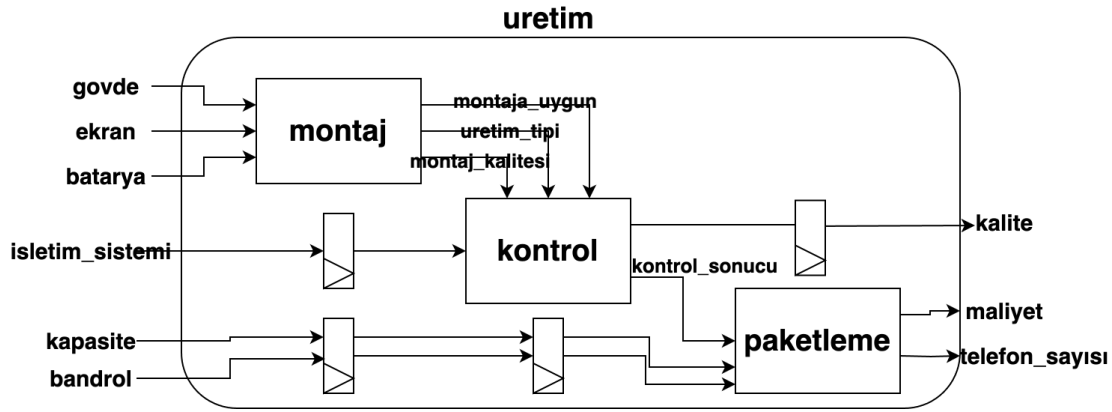 uretim
govde
ekran
batarya
montaj
montaja_uygun
uretim_tipi
montaj_kalitesi
isletim_sistemi
kontrol
kalite
kontrol_sonucu
kapasite
bandrol
paketleme
maliyet
telefon_sayısı